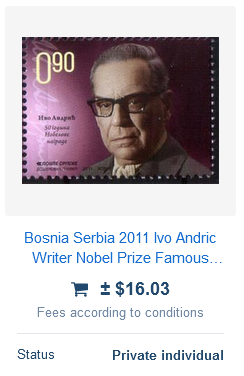 0,90
Иво Андрић
50 година
Нобелове
награде
Bosnia Serbia 2011 Ivo Andric
Writer Nobel Prize Famous…
± $16.03
Fees according to conditions
Status Private individual